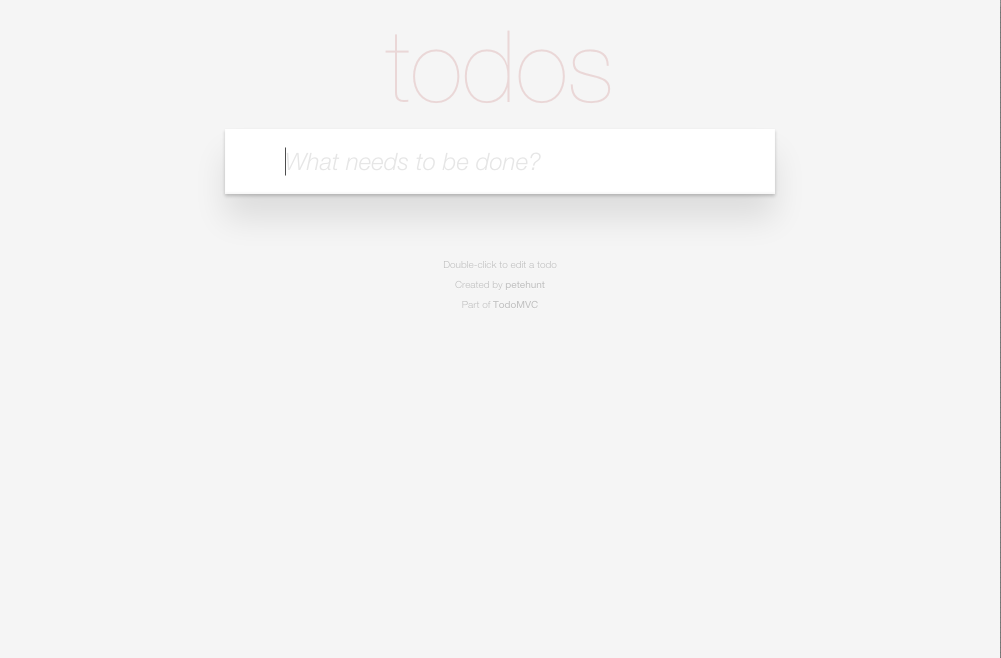 todos
What needs to be done?
Double-click to edit a todo
Created by petehunt
Part of TodoMVC